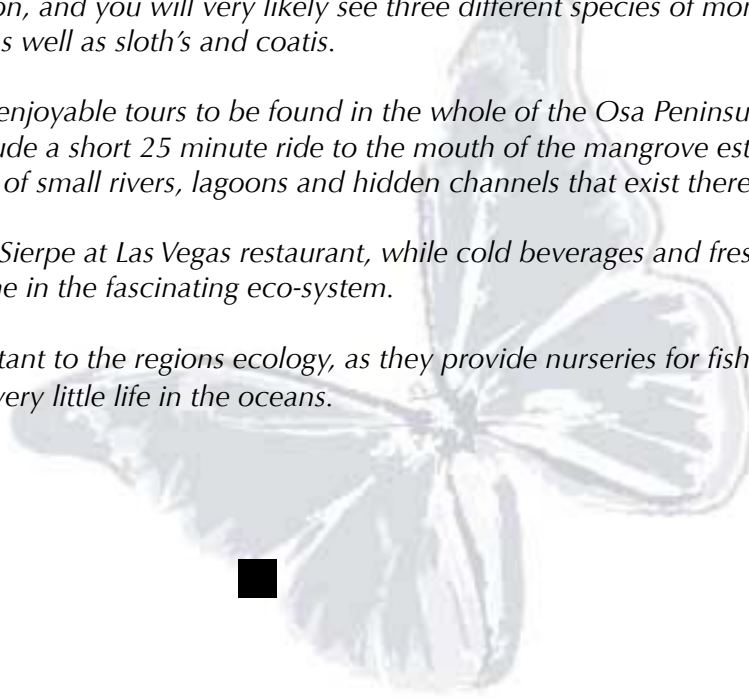 on, and you will very likely see three different species of mon
s well as sloth's and coatis.
enjoyable tours to be found in the whole of the Osa Peninsu
ude a short 25 minute ride to the mouth of the mangrove est
of small rivers, lagoons and hidden channels that exist there
Sierpe at Las Vegas restaurant, while cold beverages and fres
ne in the fascinating eco-system.
tant to the regions ecology, as they provide nurseries for fish
very little life in the oceans.